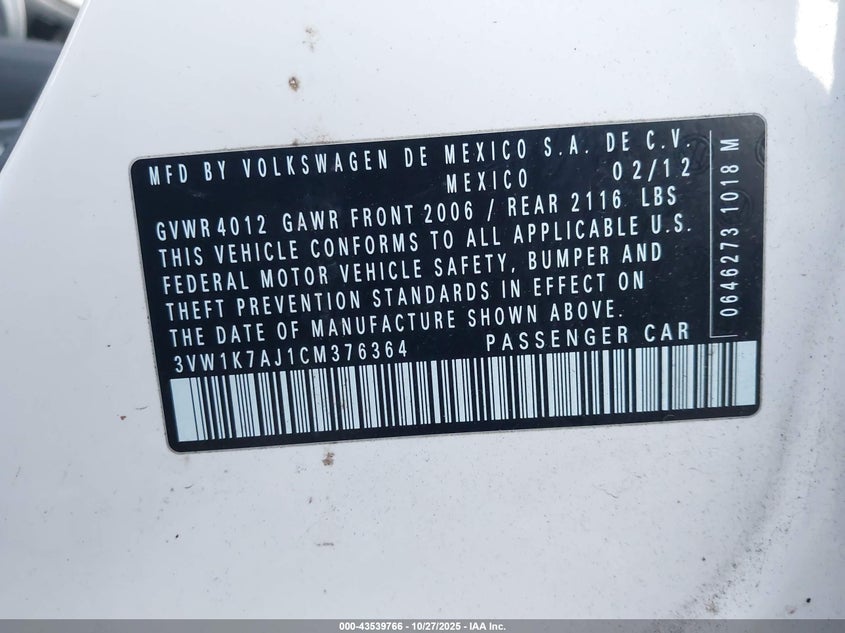 MFD BY VOLKSWAGEN DE MEXICO S.A. DE C.V.
MEXICO 02/12
GVWR 4012 GAWR FRONT 2006 / REAR 2116 LBS
THIS VEHICLE CONFORMS TO ALL APPLICABLE U.S.
FEDERAL MOTOR VEHICLE SAFETY, BUMPER AND
THEFT PREVENTION STANDARDS IN EFFECT ON
THE DATE OF MANUFACTURE SHOWN ABOVE.
3VW1K7AJ1CM376364 PASSENGER CAR
0646273 1018 M
000-43539766 | 10/27/2025 - IAA Inc.